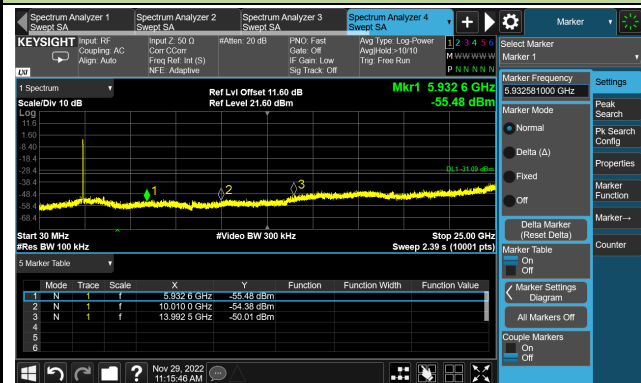 Spectrum Analyzer 1
Swept SA
Spectrum Analyzer 2
Swept SA
Spectrum Analyzer 3
Swept SA
Spectrum Analyzer 4
Swept SA
Marker
KEYSIGHT
Input: RF
Coupling: AC
Align: Auto
Input Z: 50 Ω
Corr CCorr
Freq Ref: Int (S)
NFE: Adaptive
#Atten: 20 dB
PNO: Fast
Gate: Off
IF Gain: Low
Sig Track: Off
Avg Type: Log-Power
Avg|Hold:>10/10
Trig: Free Run
1 2 3 4 5 6
M W W W W W
P N N N N N
LNI
Select Marker
Marker 1
1 Spectrum
Scale/Div 10 dB
Log
Ref Lvl Offset 11.60 dB
Ref Level 21.60 dBm
Mkr1 5.932 6 GHz
-55.48 dBm
11.6
1.60
-8.40
-18.4
-28.4
-38.4
-48.4
-58.4
-68.4
DL1 -31.09 dBm
1
2
3
Start 30 MHz
#Res BW 100 kHz
#Video BW 300 kHz
Stop 25.00 GHz
Sweep 2.39 s (10001 pts)
5 Marker Table
Mode Trace Scale X Y Function Function Width Function Value
1 N 1 f 5.932 6 GHz -55.48 dBm
2 N 1 f 10.010 0 GHz -54.38 dBm
3 N 1 f 13.992 5 GHz -50.01 dBm
4
5
6
Marker Frequency
5.932581000 GHz
Marker Mode
Normal
Delta (Δ)
Fixed
Off
Delta Marker
(Reset Delta)
Marker Table
On
Off
Marker Settings
Diagram
All Markers Off
Couple Markers
On
Off
Settings
Peak
Search
Pk Search
Config
Properties
Marker
Function
Marker→
Counter
Nov 29, 2022
11:15:46 AM